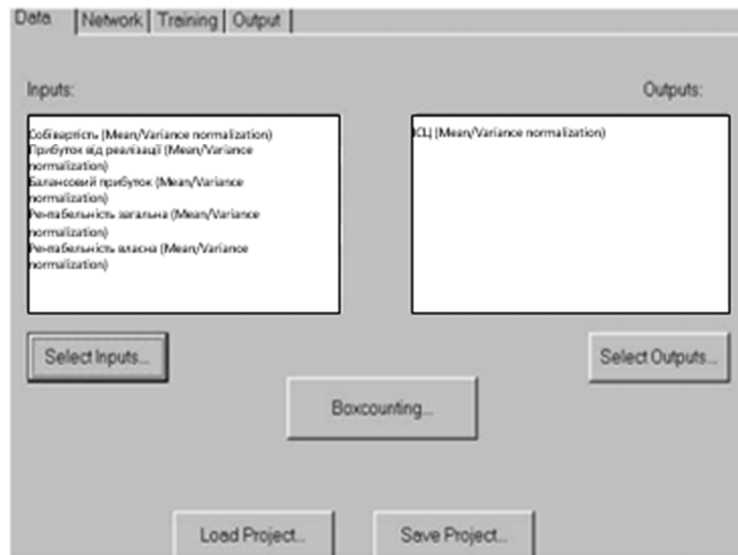 Data Network Training Output
Inputs:
Outputs:
Собівартість (Mean/Variance normalization)
Прибуток від реалізації (Mean/Variance
normalization)
Балансовий прибуток (Mean/Variance
normalization)
Рентабельність загальна (Mean/Variance
normalization)
Рентабельність власна (Mean/Variance
normalization)
ІСЦ (Mean/Variance normalization)
Select Inputs...
Select Outputs...
Boxcounting...
Load Project...
Save Project...